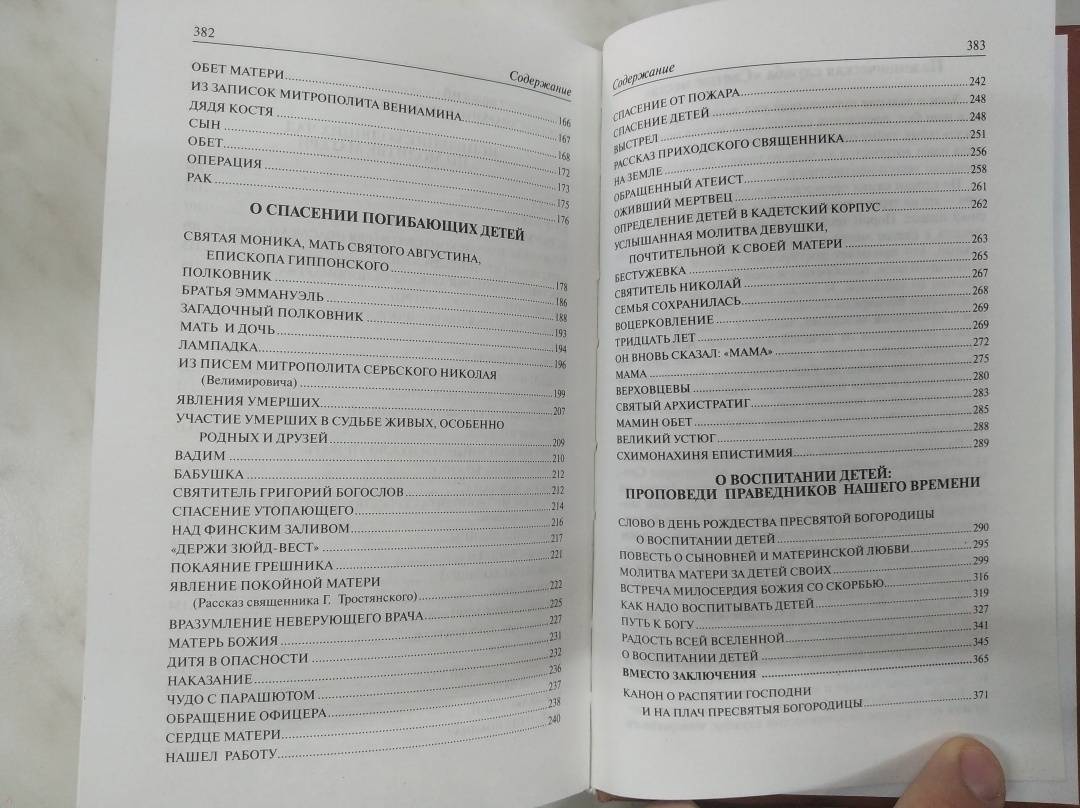 382
Содержание
ОБЕТ МАТЕРИ 166
ИЗ ЗАПИСОК МИТРОПОЛИТА ВЕНИАМИНА 167
ДЯДЯ КОСТЯ 168
СЫН 172
ОБЕТ 173
ОПЕРАЦИЯ 175
РАК 176
О СПАСЕНИИ ПОГИБАЮЩИХ ДЕТЕЙ
СВЯТАЯ МОНИКА, МАТЬ СВЯТОГО АВГУСТИНА,
ЕПИСКОПА ГИППОНСКОГО 178
ПОЛКОВНИК 186
БРАТЬЯ ЭММАНУЭЛЬ 188
ЗАГАДОЧНЫЙ ПОЛКОВНИК 193
МАТЬ И ДОЧЬ 194
ЛАМПАДКА 196
ИЗ ПИСЕМ МИТРОПОЛИТА СЕРБСКОГО НИКОЛАЯ
(Велимировича) 199
ЯВЛЕНИЯ УМЕРШИХ 207
УЧАСТИЕ УМЕРШИХ В СУДЬБЕ ЖИВЫХ, ОСОБЕННО
РОДНЫХ И ДРУЗЕЙ 209
ВАДИМ 210
БАБУШКА 212
СВЯТИТЕЛЬ ГРИГОРИЙ БОГОСЛОВ 212
СПАСЕНИЕ УТОПАЮЩЕГО 214
НАД ФИНСКИМ ЗАЛИВОМ 216
«ДЕРЖИ ЗЮЙД-ВЕСТ» 217
ПОКАЯНИЕ ГРЕШНИКА 221
ЯВЛЕНИЕ ПОКОЙНОЙ МАТЕРИ
(Рассказ священника Г. Тростянского) 222
ВРАЗУМЛЕНИЕ НЕВЕРУЮЩЕГО ВРАЧА 225
МАТЕРЬ БОЖИЯ 227
ДИТЯ В ОПАСНОСТИ 231
НАКАЗАНИЕ 232
ЧУДО С ПАРАШЮТОМ 236
ОБРАЩЕНИЕ ОФИЦЕРА 237
СЕРДЦЕ МАТЕРИ 238
НАШЕЛ РАБОТУ 240
Содержание
383
СПАСЕНИЕ ОТ ПОЖАРА 242
СПАСЕНИЕ ДЕТЕЙ 248
ВЫСТРЕЛ 248
РАССКАЗ ПРИХОДСКОГО СВЯЩЕННИКА 251
НА ЗЕМЛЕ 256
ОБРАЩЕННЫЙ АТЕИСТ 258
ОЖИВШИЙ МЕРТВЕЦ 261
ОПРЕДЕЛЕНИЕ ДЕТЕЙ В КАДЕТСКИЙ КОРПУС 262
УСЛЫШАННАЯ МОЛИТВА ДЕВУШКИ,
ПОЧТИТЕЛЬНОЙ К СВОЕЙ МАТЕРИ 263
БЕСТУЖЕВКА 265
СВЯТИТЕЛЬ НИКОЛАЙ 267
СЕМЬЯ СОХРАНИЛАСЬ 268
ВОЦЕРКОВЛЕНИЕ 269
ТРИДЦАТЬ ЛЕТ 269
ОН ВНОВЬ СКАЗАЛ: «МАМА» 272
МАМА 275
ВЕРХОВЦЕВЫ 280
СВЯТЫЙ АРХИСТРАТИГ 283
МАМИН ОБЕТ 285
ВЕЛИКИЙ УСТЮГ 288
СХИМОНАХИНЯ ЕПИСТИМИЯ 289
О ВОСПИТАНИИ ДЕТЕЙ:
ПРОПОВЕДИ ПРАВЕДНИКОВ НАШЕГО ВРЕМЕНИ
СЛОВО В ДЕНЬ РОЖДЕСТВА ПРЕСВЯТОЙ БОГОРОДИЦЫ
О ВОСПИТАНИИ ДЕТЕЙ 290
ПОВЕСТЬ О СЫНОВНЕЙ И МАТЕРИНСКОЙ ЛЮБВИ 295
МОЛИТВА МАТЕРИ ЗА ДЕТЕЙ СВОИХ 299
ВСТРЕЧА МИЛОСЕРДИЯ БОЖИЯ СО СКОРБЬЮ 316
КАК НАДО ВОСПИТЫВАТЬ ДЕТЕЙ 319
ПУТЬ К БОГУ 327
РАДОСТЬ ВСЕЙ ВСЕЛЕННОЙ 341
О ВОСПИТАНИИ ДЕТЕЙ 345
ВМЕСТО ЗАКЛЮЧЕНИЯ 365
КАНОН О РАСПЯТИИ ГОСПОДНИ
И НА ПЛАЧ ПРЕСВЯТЫЯ БОГОРОДИЦЫ 371